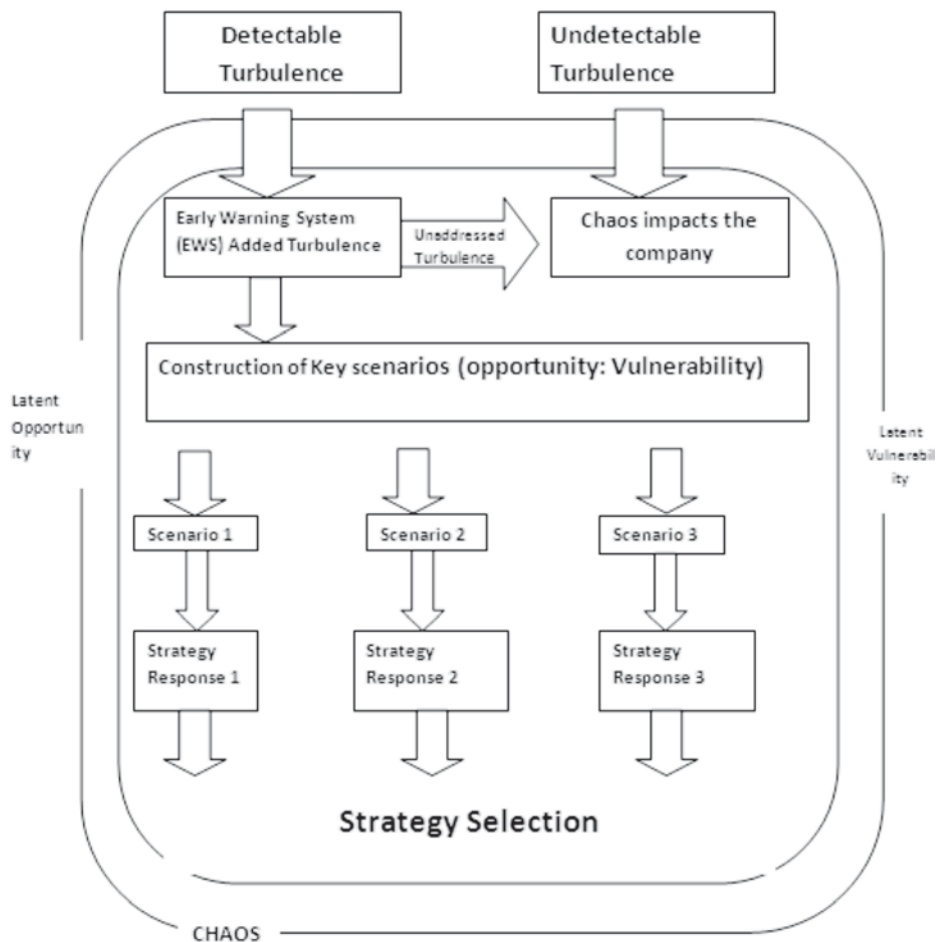 Detectable
Turbulence
Undetectable
Turbulence
Early Warning System
(EWS) Added Turbulence
Unaddressed
Turbulence
Chaos impacts the
company
Construction of Key scenarios (opportunity: Vulnerability)
Latent
Opportun
ity
Latent
Vulnerabil
ity
Scenario 1
Scenario 2
Scenario 3
Strategy
Response 1
Strategy
Response 2
Strategy
Response 3
Strategy Selection
CHAOS